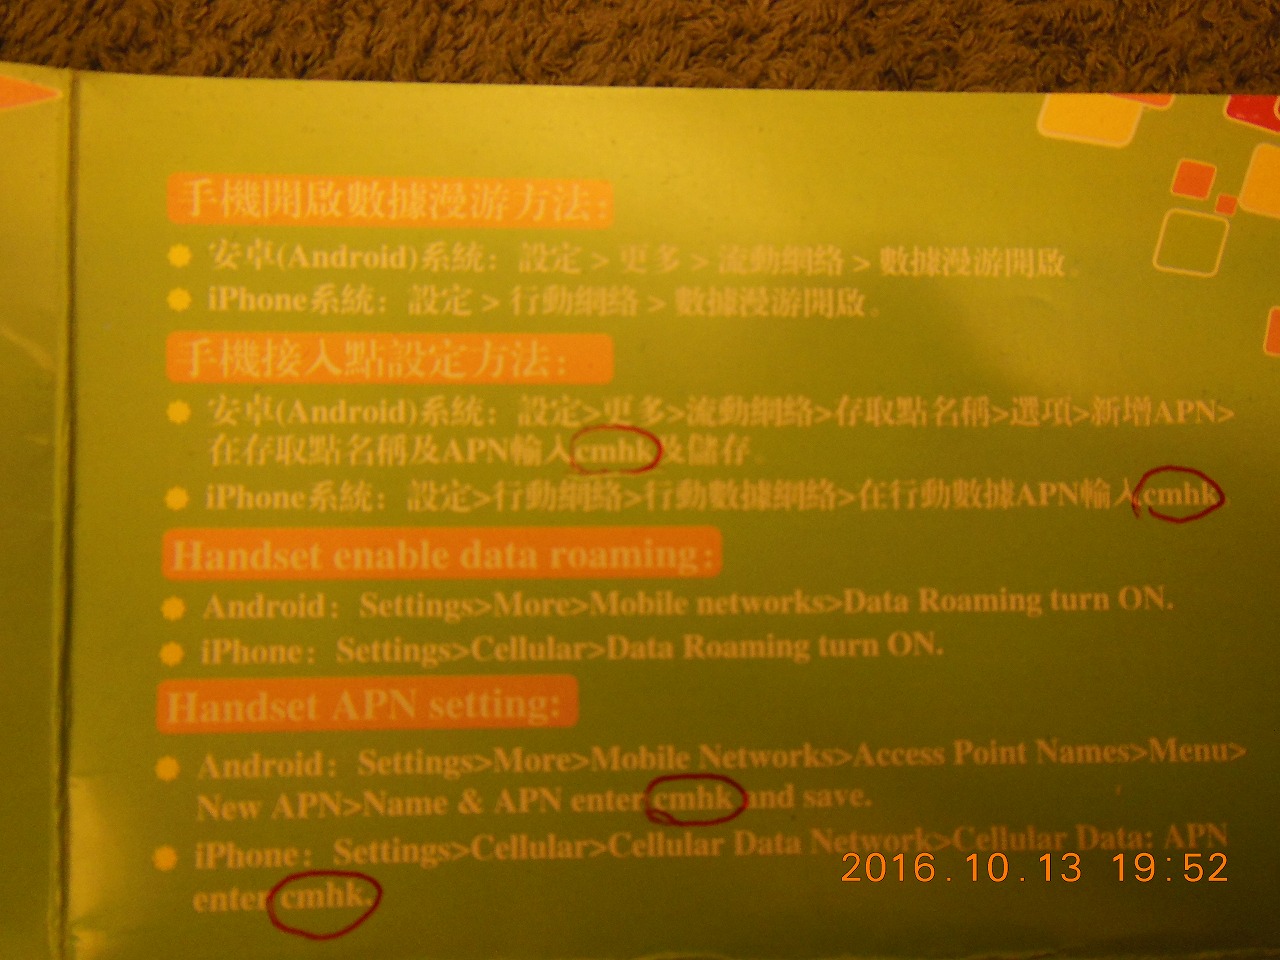 手機開啟數據漫游方法:
安卓(Android)系統：設定 > 更多 > 流動網絡 > 數據漫游開啟。
iPhone系統：設定 > 行動網絡 > 數據漫游開啟。
手機接入點設定方法：
安卓(Android)系統：設定>更多>流動網絡>存取點名稱>選項>新增APN>
在存取點名稱及APN輸入cmhk及儲存。
iPhone系統：設定>行動網絡>行動數據網絡>在行動數據APN輸入cmhk
Handset enable data roaming:
Android：Settings>More>Mobile networks>Data Roaming turn ON.
iPhone：Settings>Cellular>Data Roaming turn ON.
Handset APN setting:
Android：Settings>More>Mobile Networks>Access Point Names>Menu>
New APN>Name & APN enter cmhk and save.
iPhone：Settings>Cellular>Cellular Data Network>Cellular Data: APN
enter cmhk.
2016.10.13 19:52